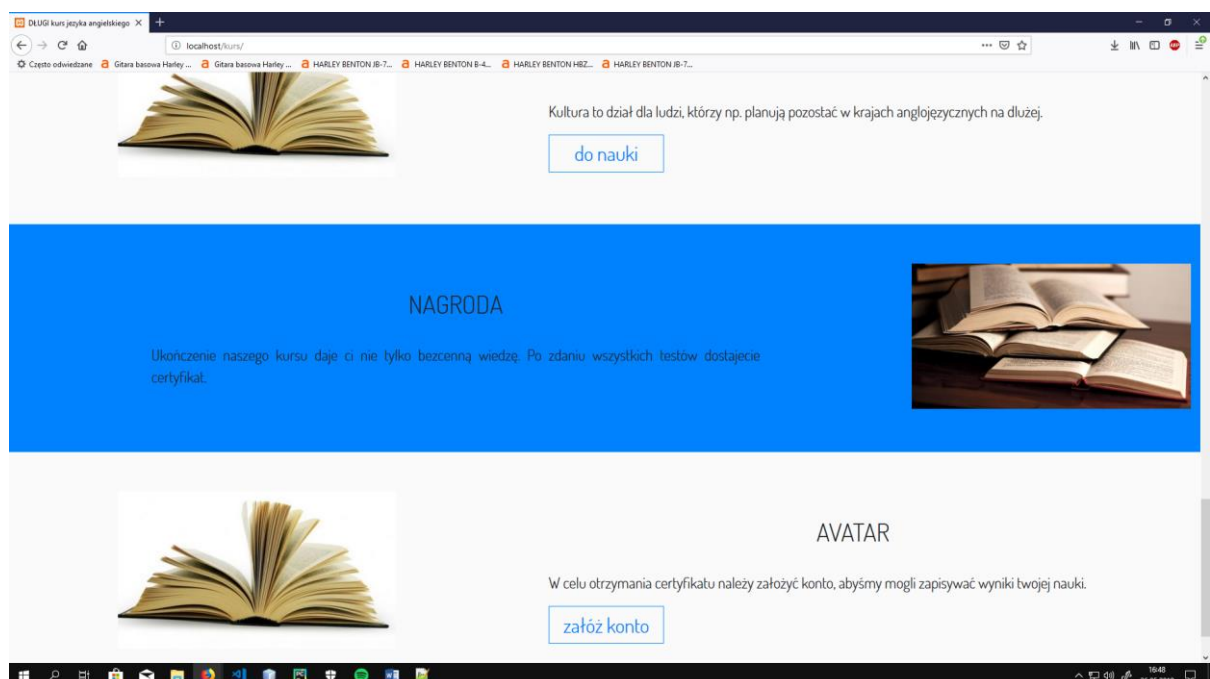 DŁUGI kurs jezyka angielskiego
localhost/kurs/
Często odwiedzane Gitara basowa Harley ... Gitara basowa Harley ... HARLEY BENTON JB-7... HARLEY BENTON B-4... HARLEY BENTON HBZ... HARLEY BENTON JB-7...
Kultura to dział dla ludzi, którzy np. planują pozostać w krajach anglojęzycznych na dłużej.
do nauki
NAGRODA
Ukończenie naszego kursu daje ci nie tylko bezcenną wiedzę. Po zdaniu wszystkich testów dostajecie
certyfikat.
AVATAR
W celu otrzymania certyfikatu należy założyć konto, abyśmy mogli zapisywać wyniki twojej nauki.
załóż konto
16:48